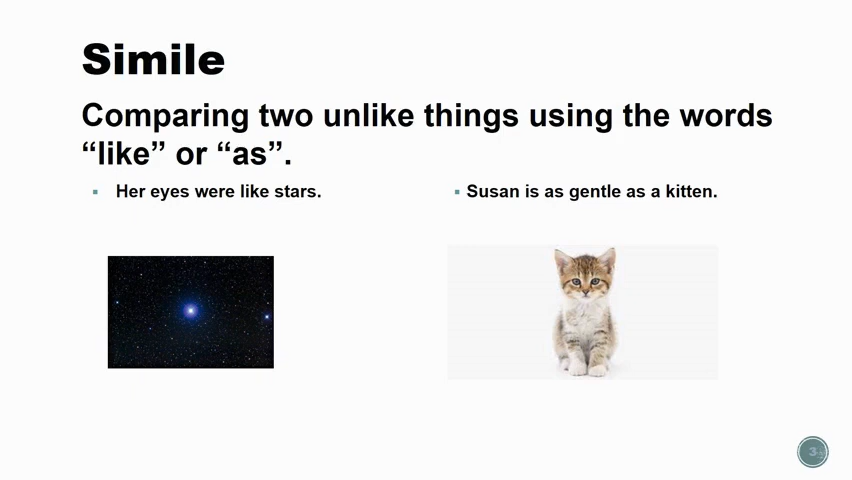 Simile
Comparing two unlike things using the words
“like” or “as”.
▪ Her eyes were like stars.
▪ Susan is as gentle as a kitten.
3